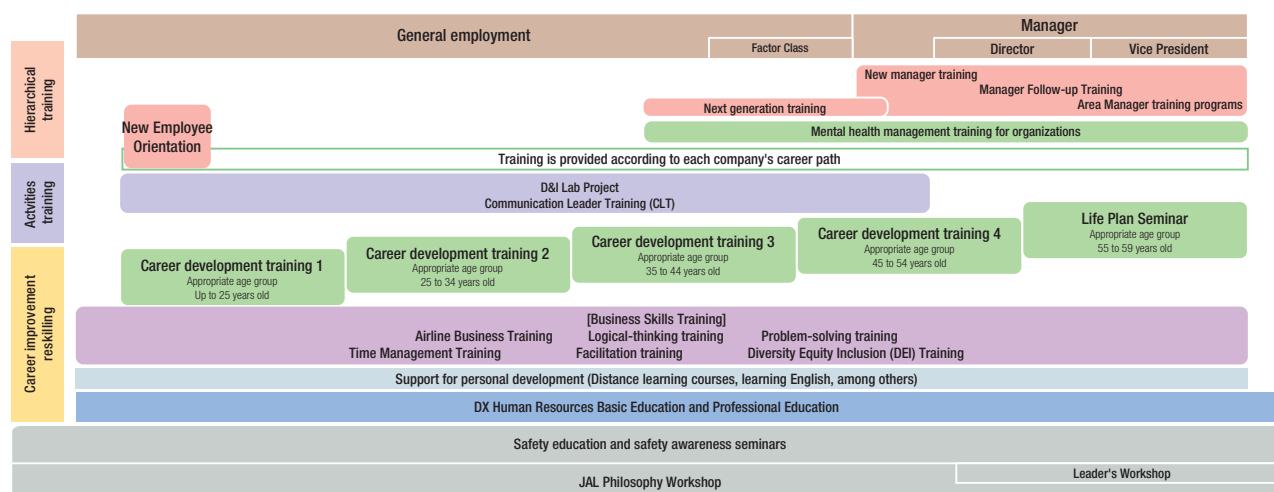 General employment
Manager
Factor Class
Director
Vice President
Hierarchical
training
New manager training
Manager Follow-up Training
Area Manager training programs
Next generation training
New Employee
Orientation
Mental health management training for organizations
Training is provided according to each company's career path
Actvities
training
D&I Lab Project
Communication Leader Training (CLT)
Career improvement
reskilling
Career development training 1
Appropriate age group
Up to 25 years old
Career development training 2
Appropriate age group
25 to 34 years old
Career development training 3
Appropriate age group
35 to 44 years old
Career development training 4
Appropriate age group
45 to 54 years old
Life Plan Seminar
Appropriate age group
55 to 59 years old
[Business Skills Training]
Airline Business Training Logical-thinking training Problem-solving training
Time Management Training Facilitation training Diversity Equity Inclusion (DEI) Training
Support for personal development (Distance learning courses, learning English, among others)
DX Human Resources Basic Education and Professional Education
Safety education and safety awareness seminars
JAL Philosophy Workshop
Leader's Workshop